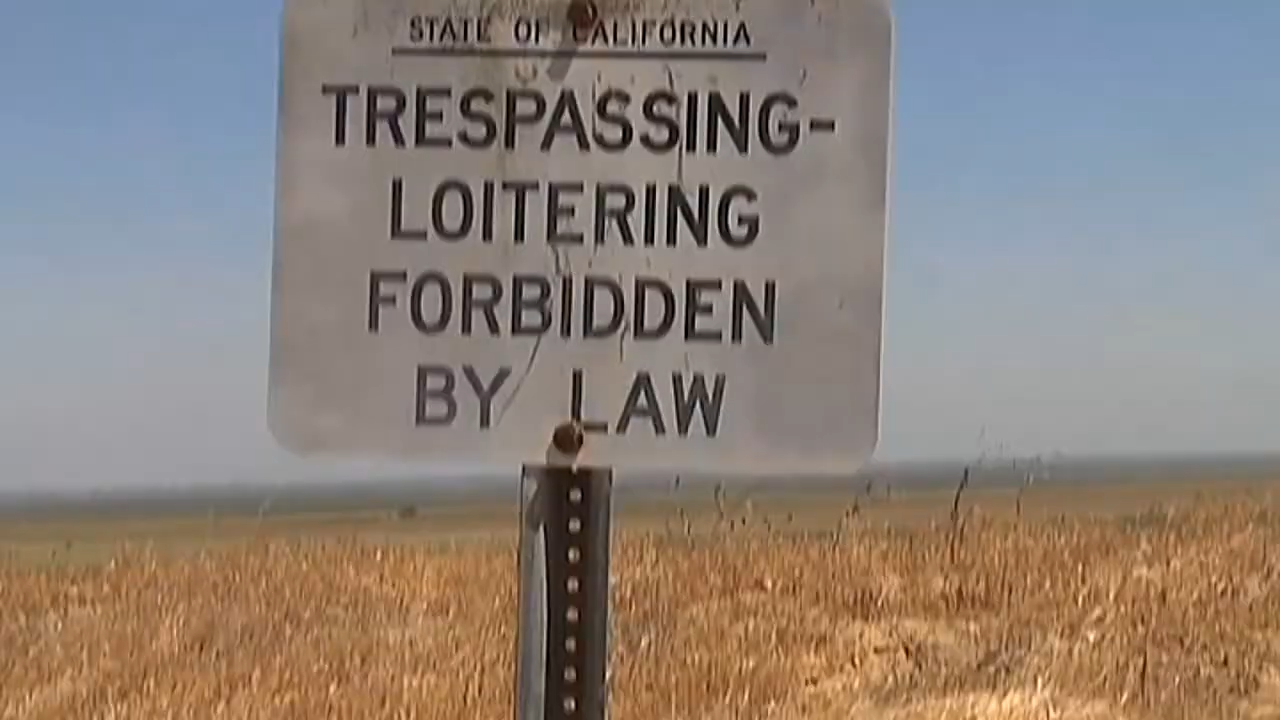 STATE OF CALIFORNIA
TRESPASSING-
LOITERING
FORBIDDEN
BY LAW